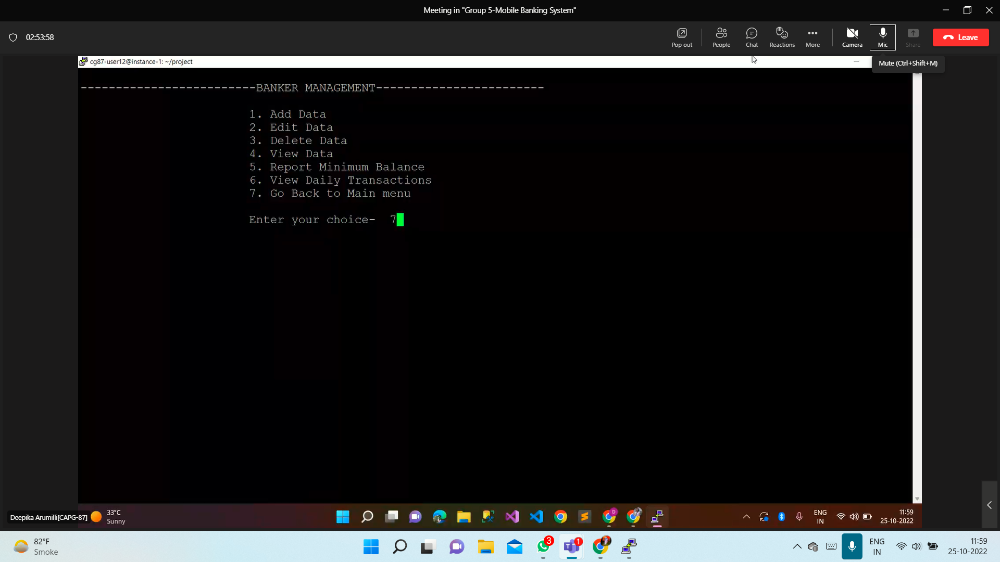 Meeting in "Group 5-Mobile Banking System"
02:53:58
Pop out
People
Chat
Reactions
More
Camera
Mic
Share
Leave
cg87-user12@instance-1: ~/project
Mute (Ctrl+Shift+M)
-------------------------BANKER MANAGEMENT------------------------
1. Add Data
2. Edit Data
3. Delete Data
4. View Data
5. Report Minimum Balance
6. View Daily Transactions
7. Go Back to Main menu
Enter your choice-  7
Deepika Arumilli[CAPG-87]
33°C
Sunny
D
ENG
IN
11:59
25-10-2022
82°F
Smoke
3
1
ENG
IN
11:59
25-10-2022